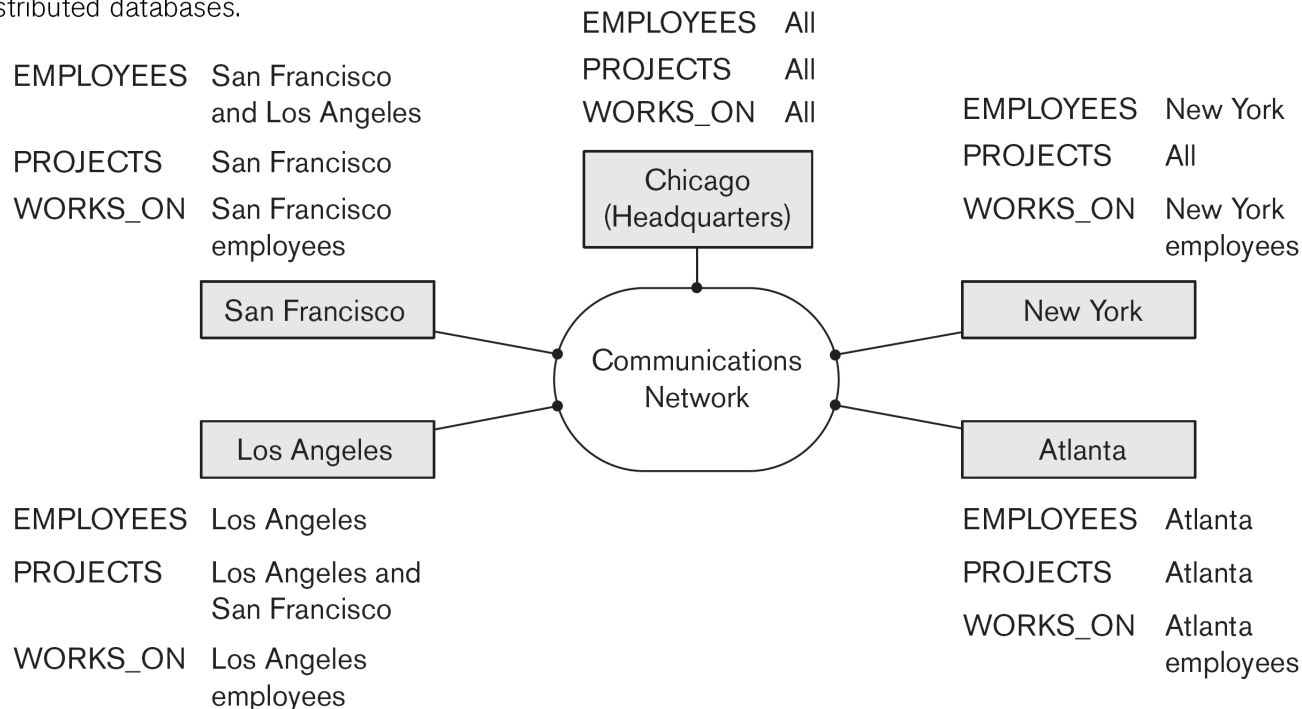 distributed databases.
EMPLOYEES All
PROJECTS All
WORKS_ON All
EMPLOYEES San Francisco
and Los Angeles
PROJECTS San Francisco
WORKS_ON San Francisco
employees
EMPLOYEES New York
PROJECTS All
WORKS_ON New York
employees
Chicago
(Headquarters)
San Francisco
New York
Communications
Network
Los Angeles
Atlanta
EMPLOYEES Los Angeles
PROJECTS Los Angeles and
San Francisco
WORKS_ON Los Angeles
employees
EMPLOYEES Atlanta
PROJECTS Atlanta
WORKS_ON Atlanta
employees